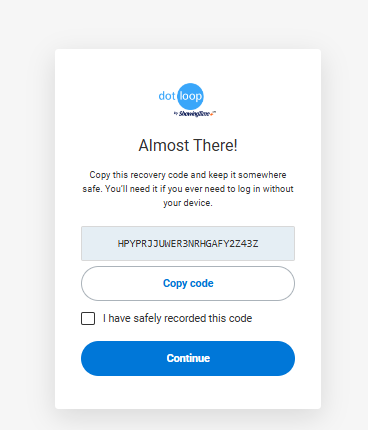 dot loop
by ShowingTime+
Almost There!
Copy this recovery code and keep it somewhere
safe. You'll need it if you ever need to log in without
your device.
HPYPRJJUWER3NRHGAFY2Z43Z
Copy code
I have safely recorded this code
Continue